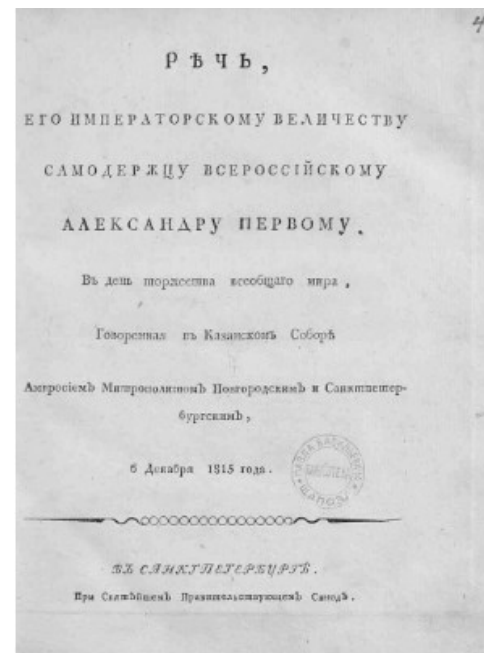 4
РѢЧЬ,
ЕГО ИМПЕРАТОРСКОМУ ВЕЛИЧЕСТВУ
САМОДЕРЖЦУ ВСЕРОССІЙСКОМУ
АЛЕКСАНДРУ ПЕРВОМУ.
Въ день торжества всеобщаго мира,
Говоренная въ Казанскомъ Соборѣ
Амвросіемъ Митрополитомъ Новгородскимъ и Санктпетер-
бургскимъ,
6 Декабря 1815 года.
ВЪ САНКТПЕТЕРБУРГѢ.
При Святѣйшемъ Правительствующемъ Синодѣ.